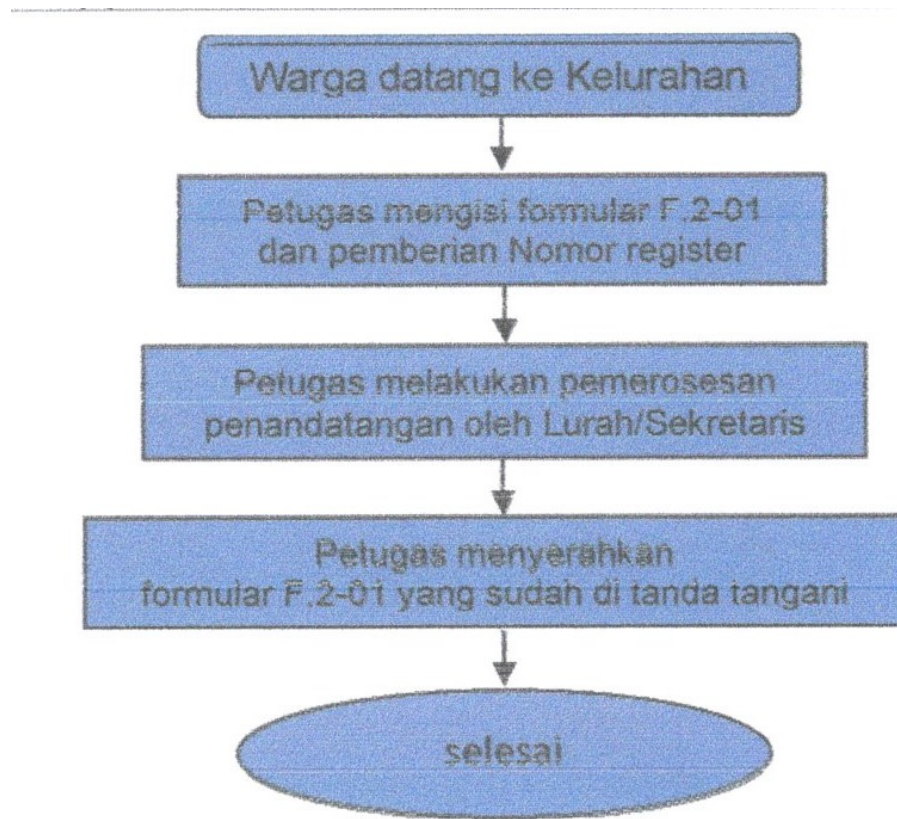 Warga datang ke Kelurahan
Petugas mengisi formular F.2-01
dan pemberian Nomor register
Petugas melakukan pemerosesan
penandatangan oleh Lurah/Sekretaris
Petugas menyerahkan
formular F.2-01 yang sudah di tanda tangani
selesai